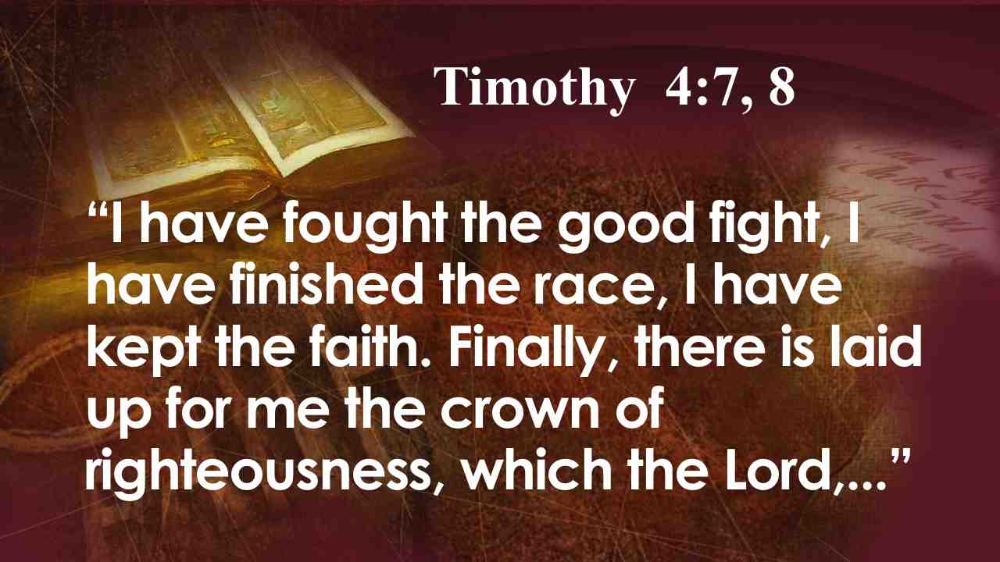 Timothy 4:7, 8
“I have fought the good fight, I
have finished the race, I have
kept the faith. Finally, there is laid
up for me the crown of
righteousness, which the Lord,...”